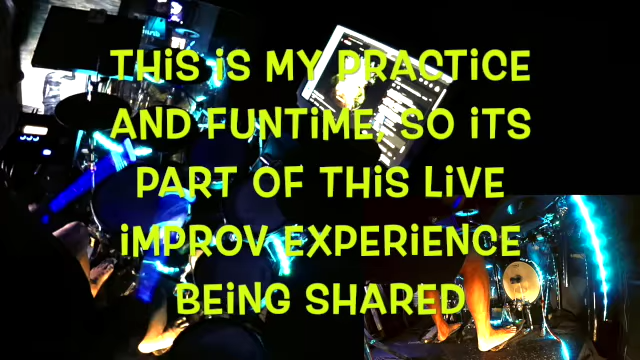 THiS iS MY PRACTiCE
AND FUNTiME, SO iTS
PART OF THiS LiVE
iMPROV EXPERiENCE
BEiNG SHARED